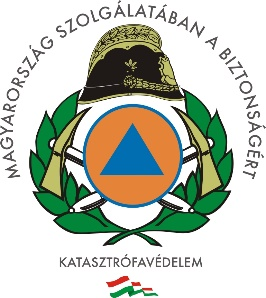 MAGYARORSZÁG SZOLGÁLATÁBAN A BIZTONSÁGÉRT
KATASZTRÓFAVÉDELEM